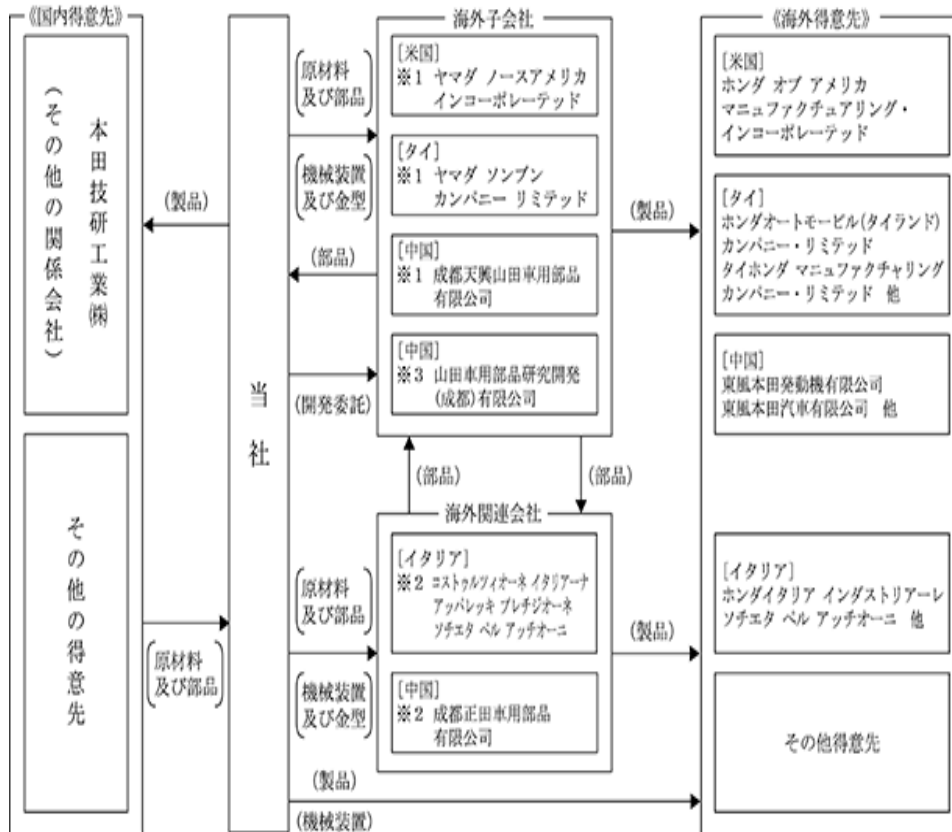 《国内得意先》
本田技研工業㈱
(その他の関係会社)
その他の得意先
(製品)
原材料
及び部品
当社
原材料
及び部品
機械装置
及び金型
(部品)
(開発委託)
原材料
及び部品
機械装置
及び金型
(製品)
(機械装置)
海外子会社
[米国]
※1 ヤマダ ノースアメリカ
インコーポレーテッド
[タイ]
※1 ヤマダ ソンブン
カンパニー リミテッド
[中国]
※1 成都天興山田車用部品
有限公司
[中国]
※3 山田車用部品研究開発
(成都)有限公司
(部品)
(部品)
海外関連会社
[イタリア]
※2 コストゥルツィオーネ イタリアーナ
アッパレッキ プレチジオーネ
ソチエタ ペル アッチオーニ
[中国]
※2 成都正田車用部品
有限公司
(製品)
(製品)
《海外得意先》
[米国]
ホンダ オブ アメリカ
マニュファクチュアリング・
インコーポレーテッド
[タイ]
ホンダオートモービル(タイランド)
カンパニー・リミテッド
タイホンダ マニュファクチャリング
カンパニー・リミテッド 他
[中国]
東風本田発動機有限公司
東風本田汽車有限公司 他
[イタリア]
ホンダイタリア インダストリアーレ
ソチエタ ペル アッチオーニ 他
その他得意先